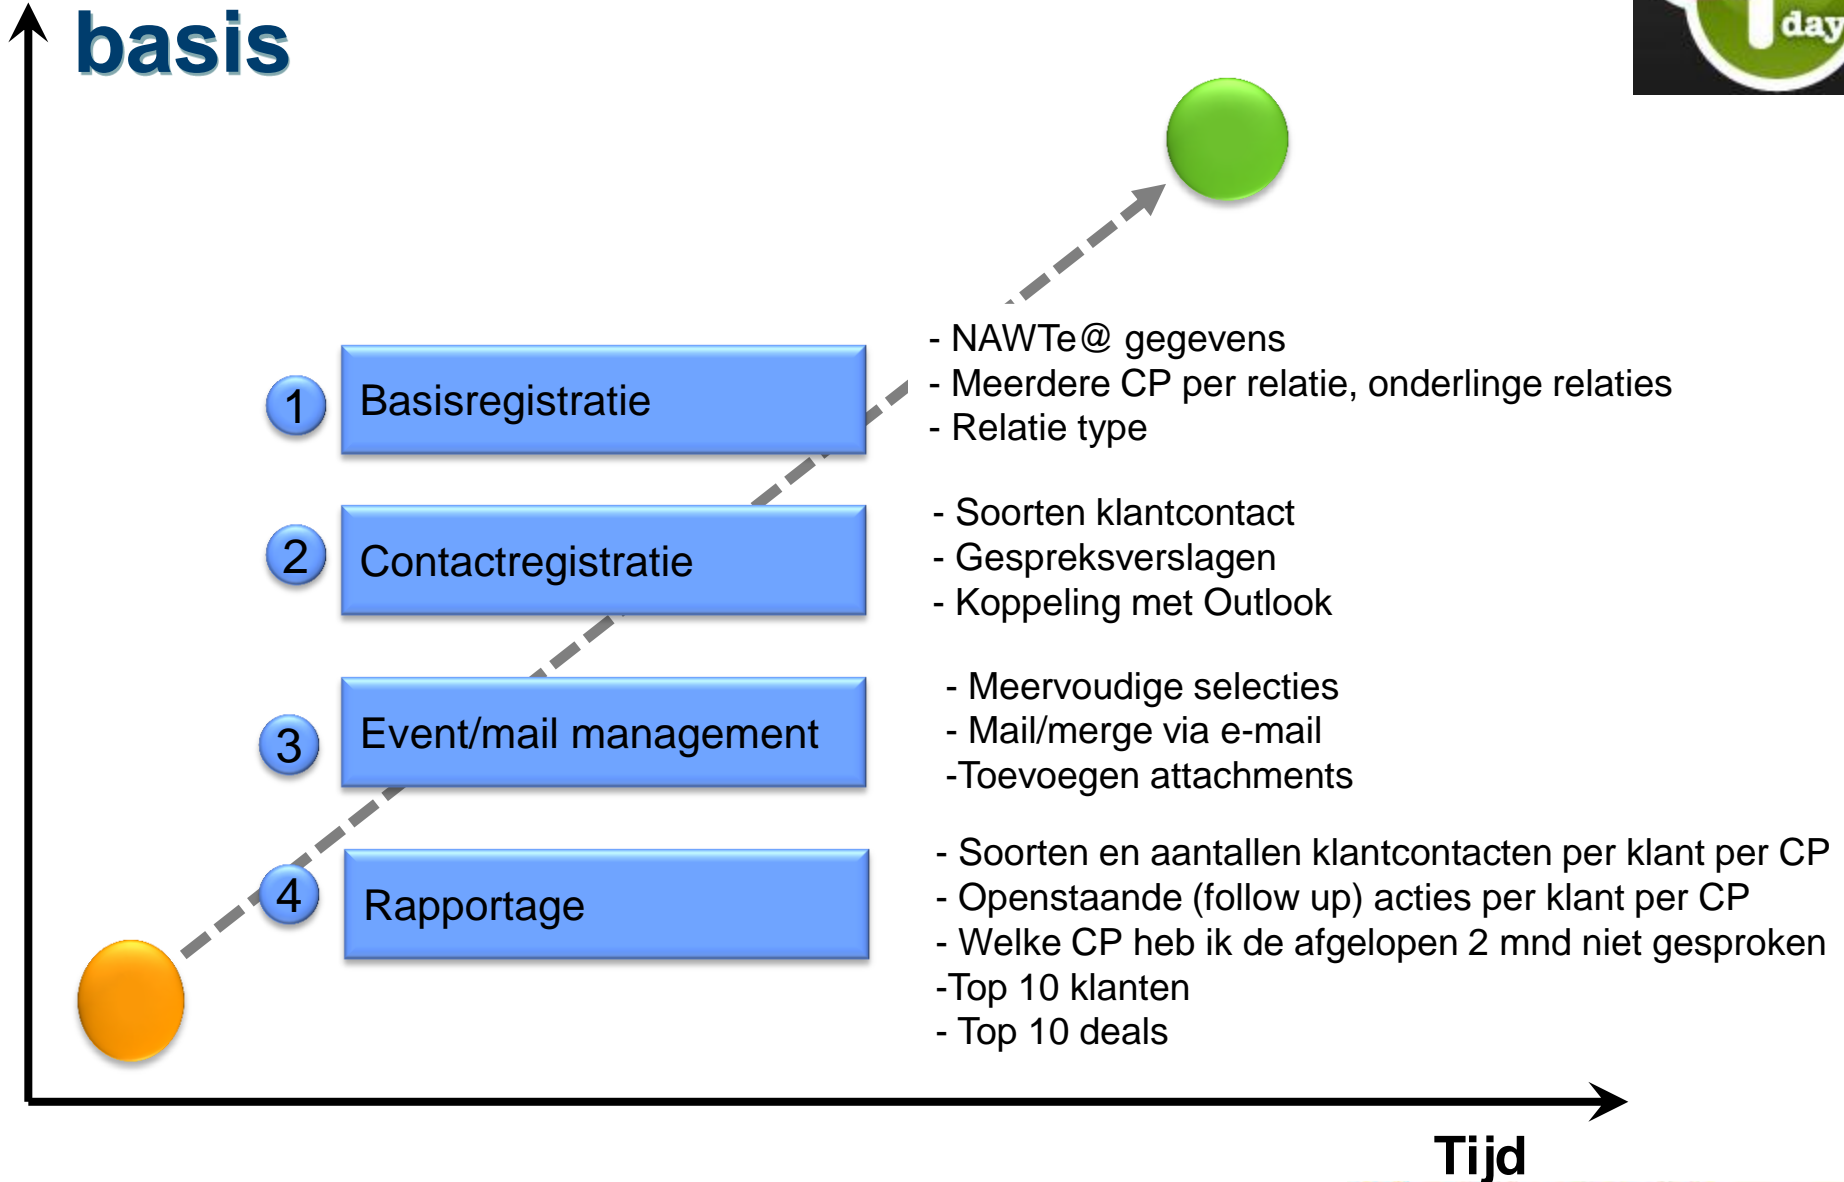 basis
day
1
Basisregistratie
- NAWTe@ gegevens
- Meerdere CP per relatie, onderlinge relaties
- Relatie type
2
Contactregistratie
- Soorten klantcontact
- Gespreksverslagen
- Koppeling met Outlook
3
Event/mail management
- Meervoudige selecties
- Mail/merge via e-mail
-Toevoegen attachments
4
Rapportage
- Soorten en aantallen klantcontacten per klant per CP
- Openstaande (follow up) acties per klant per CP
- Welke CP heb ik de afgelopen 2 mnd niet gesproken
-Top 10 klanten
- Top 10 deals
Tijd